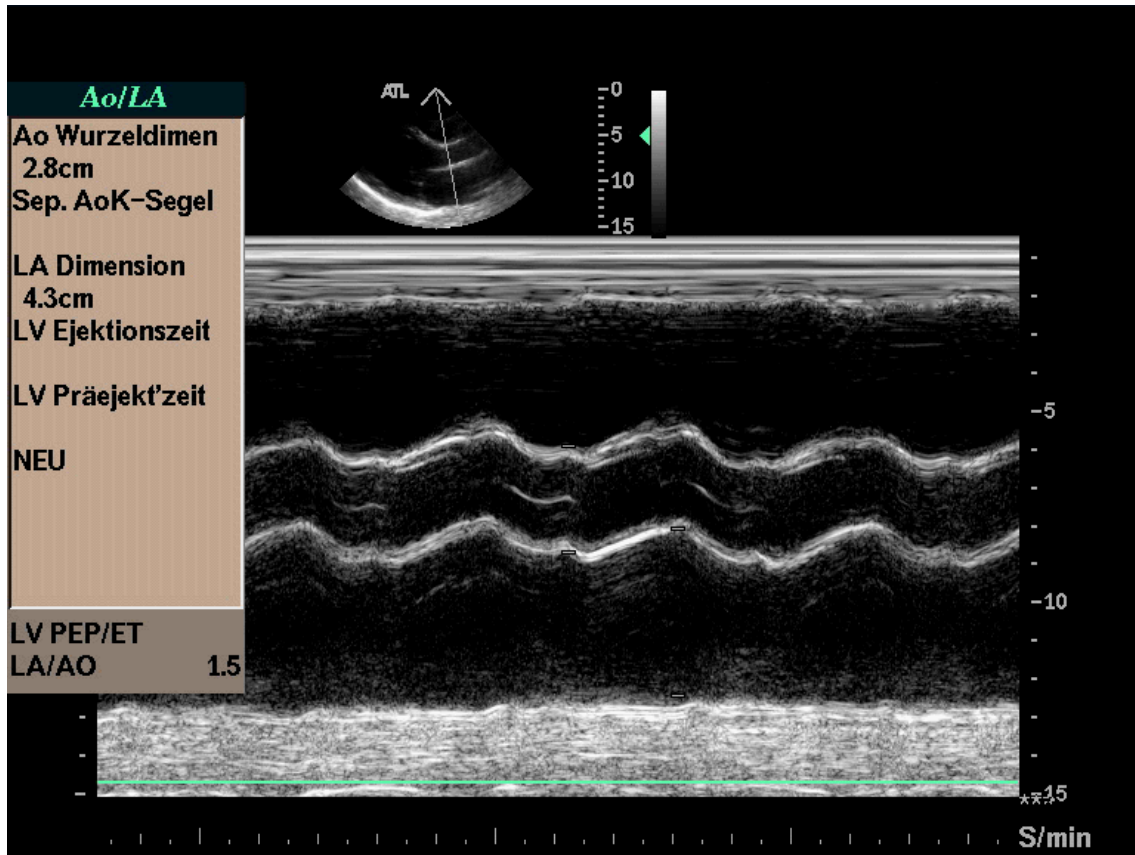 Ao/LA
Ao Wurzeldimen
2.8cm
Sep. AoK-Segel
LA Dimension
4.3cm
LV Ejektionszeit
LV Präejekt'zeit
NEU
LV PEP/ET
LA/AO 1.5
ATL
0
-5
-10
-15
-5
-10
-15
S/min